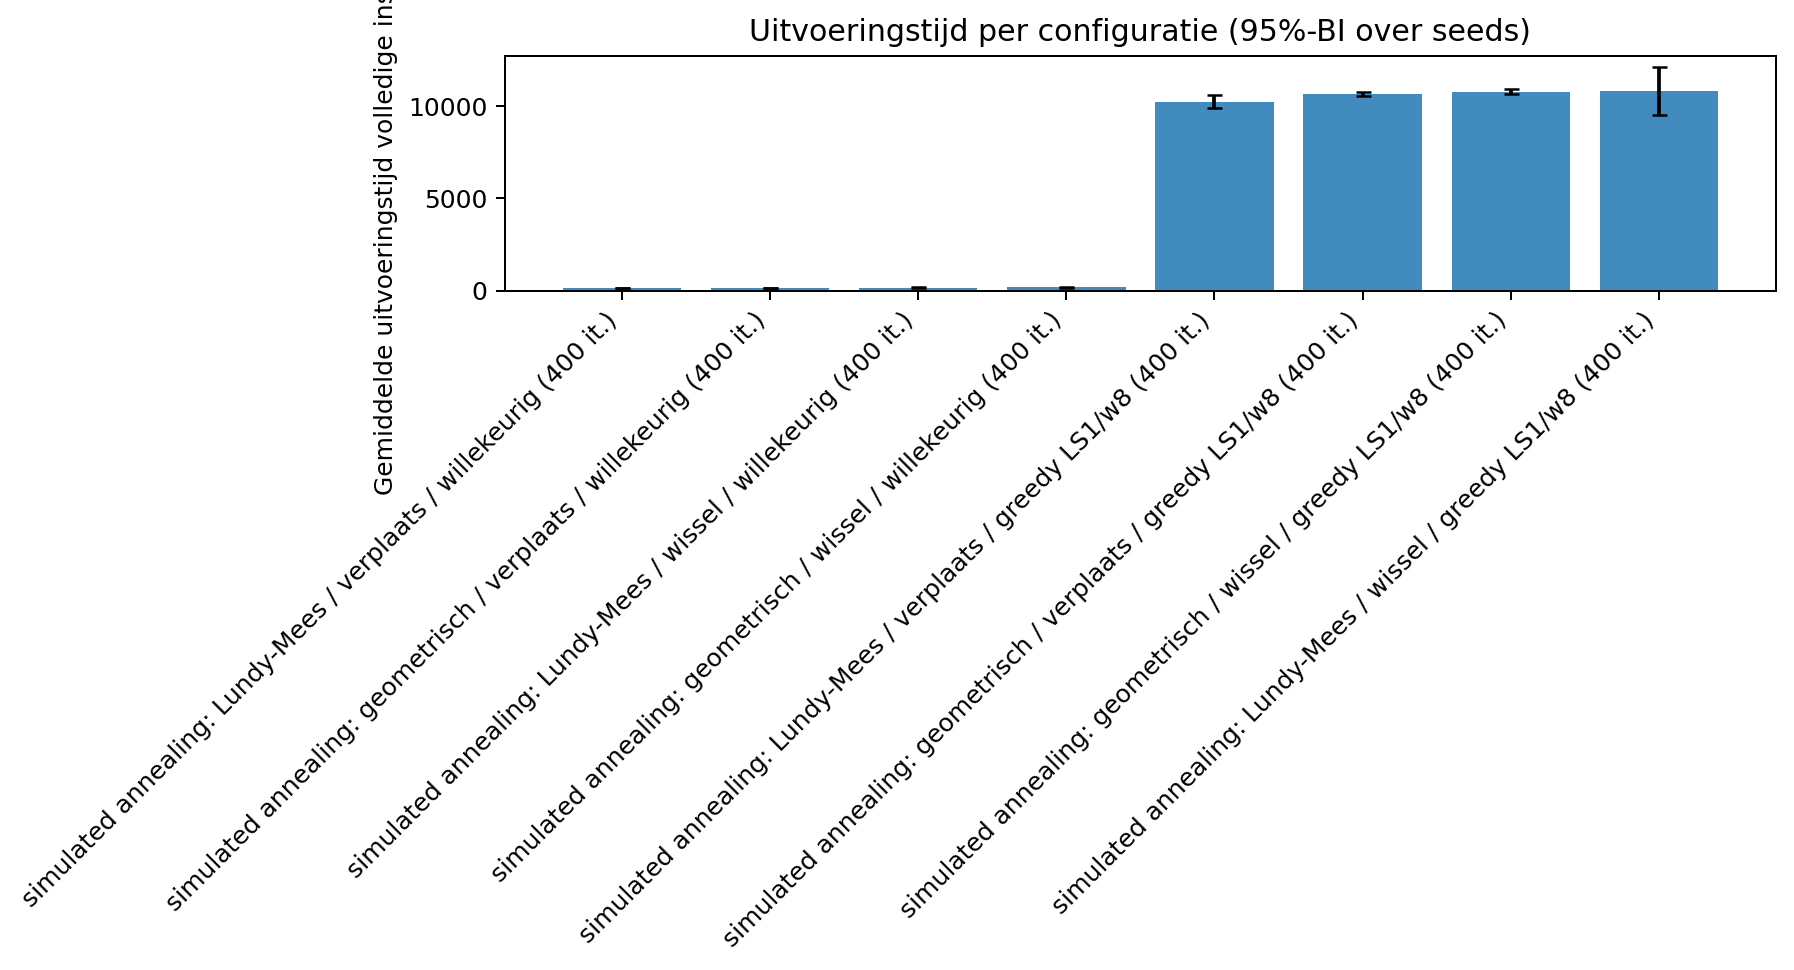 Uitvoeringstijd per configuratie (95%-BI over seeds)
Gemiddelde uitvoeringstijd volledige
10000
5000
0
simulated annealing: Lundy-Mees / verplaats / willekeurig (400 it.)
simulated annealing: geometrisch / verplaats / willekeurig (400 it.)
simulated annealing: Lundy-Mees / wissel / willekeurig (400 it.)
simulated annealing: geometrisch / wissel / willekeurig (400 it.)
simulated annealing: Lundy-Mees / verplaats / greedy LS1/w8 (400 it.)
simulated annealing: geometrisch / verplaats / greedy LS1/w8 (400 it.)
simulated annealing: geometrisch / wissel / greedy LS1/w8 (400 it.)
simulated annealing: Lundy-Mees / wissel / greedy LS1/w8 (400 it.)